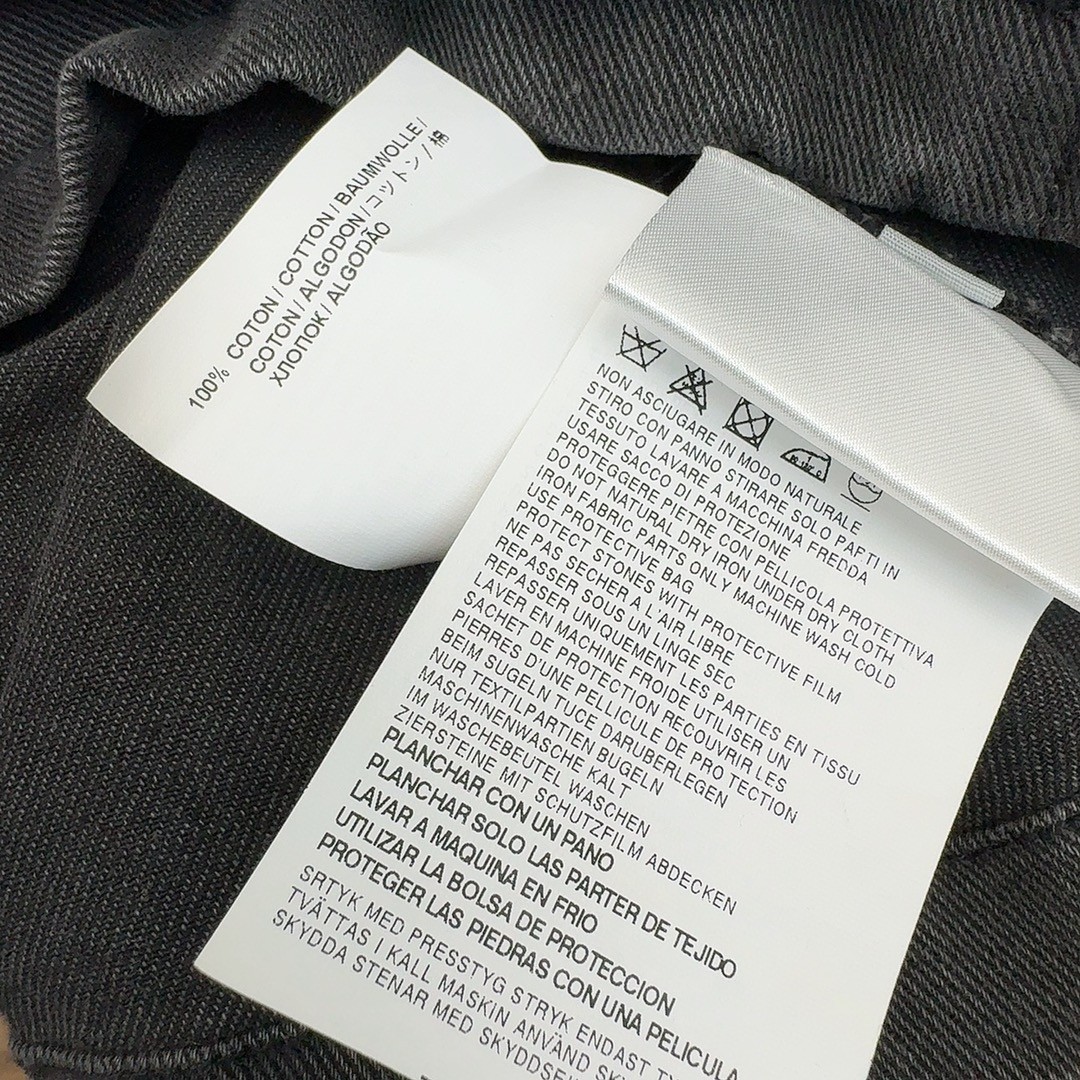 100% COTON / COTTON / BAUMWOLLE /
COTON / ALGODON / コットン / 棉
ХЛОПОК / ALGODÃO
NON ASCIUGARE IN MODO NATURALE
STIRO CON PANNO STIRARE SOLO PAPTI IN
TESSUTO LAVARE A MACCHINA FREDDA
USARE SACCO DI PROTEZIONE
PROTEGGERE PIETRE CON PELLICOLA PROTETTIVA
DO NOT NATURAL DRY IRON UNDER DRY CLOTH
IRON FABRIC PARTS ONLY MACHINE WASH COLD
USE PROTECTIVE BAG
PROTECT STONES WITH PROTECTIVE FILM
NE PAS SECHER A L'AIR LIBRE
REPASSER SOUS UN LINGE SEC
REPASSER UNIQUEMENT LES PARTIES EN TISSU
LAVER EN MACHINE FROIDE UTILISER UN
SACHET DE PROTECTION RECOUVRIR LES
PIERRES D'UNE PELLICULE DE PROTECTION
BEIM SUGELN TUCE DARUBERLEGEN
NUR TEXTILPARTIEN BUGELN
MASCHINENWASCHE KALT
IM WASCHEBEUTEL WASCHEN
ZIERSTEINE MIT SCHUTZFILM ABDECKEN
PLANCHAR CON UN PANO
PLANCHAR SOLO LAS PARTER DE TEJIDO
LAVAR A MAQUINA EN FRIO
UTILIZAR LA BOLSA DE PROTECCION
PROTEGER LAS PIEDRAS CON UNA PELICULA
SRTYK MED PRESSTYG STRYK ENDAST
TVÄTTAS I KALL MASKIN ANVÄND
SKYDDA STENAR MED